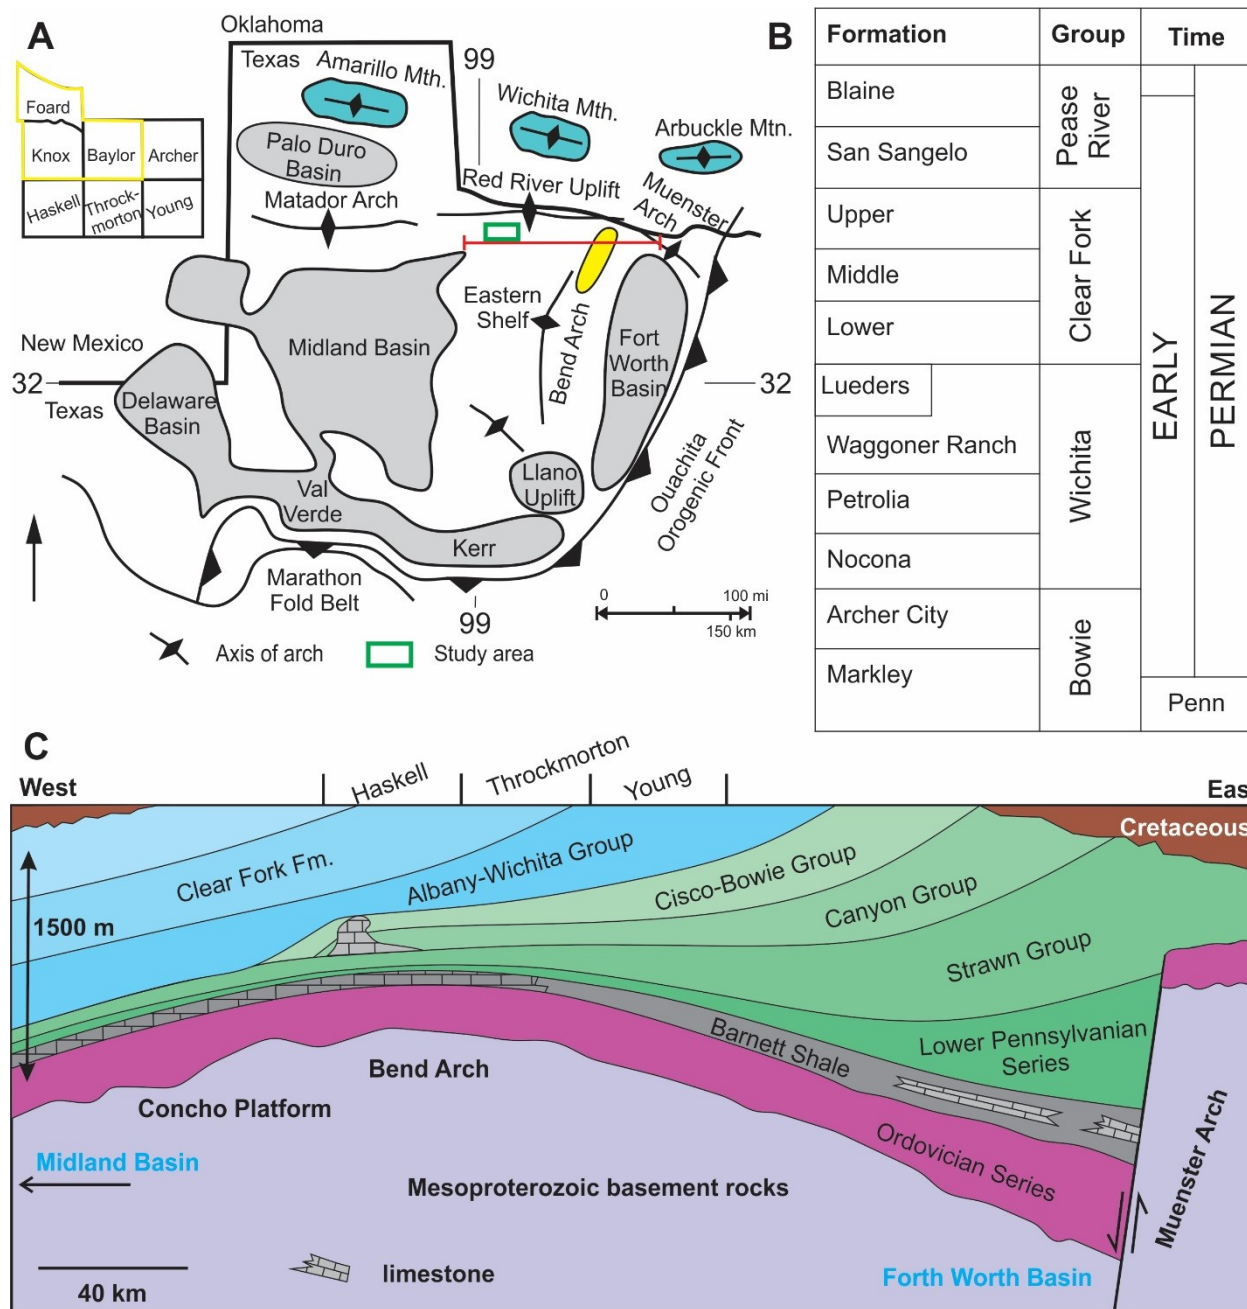 A
Oklahoma
Texas
Amarillo Mth.
99
Wichita Mth.
Arbuckle Mtn.
Foard
Knox
Baylor
Archer
Haskell
Throck-
morton
Young
Palo Duro
Basin
Matador Arch
Red River Uplift
Muenster
Arch
Eastern
Shelf
Bend Arch
Midland Basin
Fort
Worth
Basin
New Mexico
32
Texas
32
Delaware
Basin
Llano
Uplift
Val
Verde
Kerr
Ouachita
Orogenic Front
Marathon
Fold Belt
99
0
100 mi
150 km
Axis of arch
Study area
B
Formation
Group
Time
Blaine
San Sangelo
Pease
River
Upper
Middle
Lower
Clear Fork
Lueders
Waggoner Ranch
Petrolia
Nocona
Wichita
Archer City
Markley
Bowie
EARLY
PERMIAN
Penn
C
West
Haskell
Throckmorton
Young
Eas
Cretaceous
Clear Fork Fm.
Albany-Wichita Group
Cisco-Bowie Group
Canyon Group
Strawn Group
1500 m
Barnett Shale
Lower Pennsylvanian
Series
Bend Arch
Concho Platform
Ordovician Series
Midland Basin
Mesoproterozoic basement rocks
Muenster Arch
limestone
40 km
Forth Worth Basin